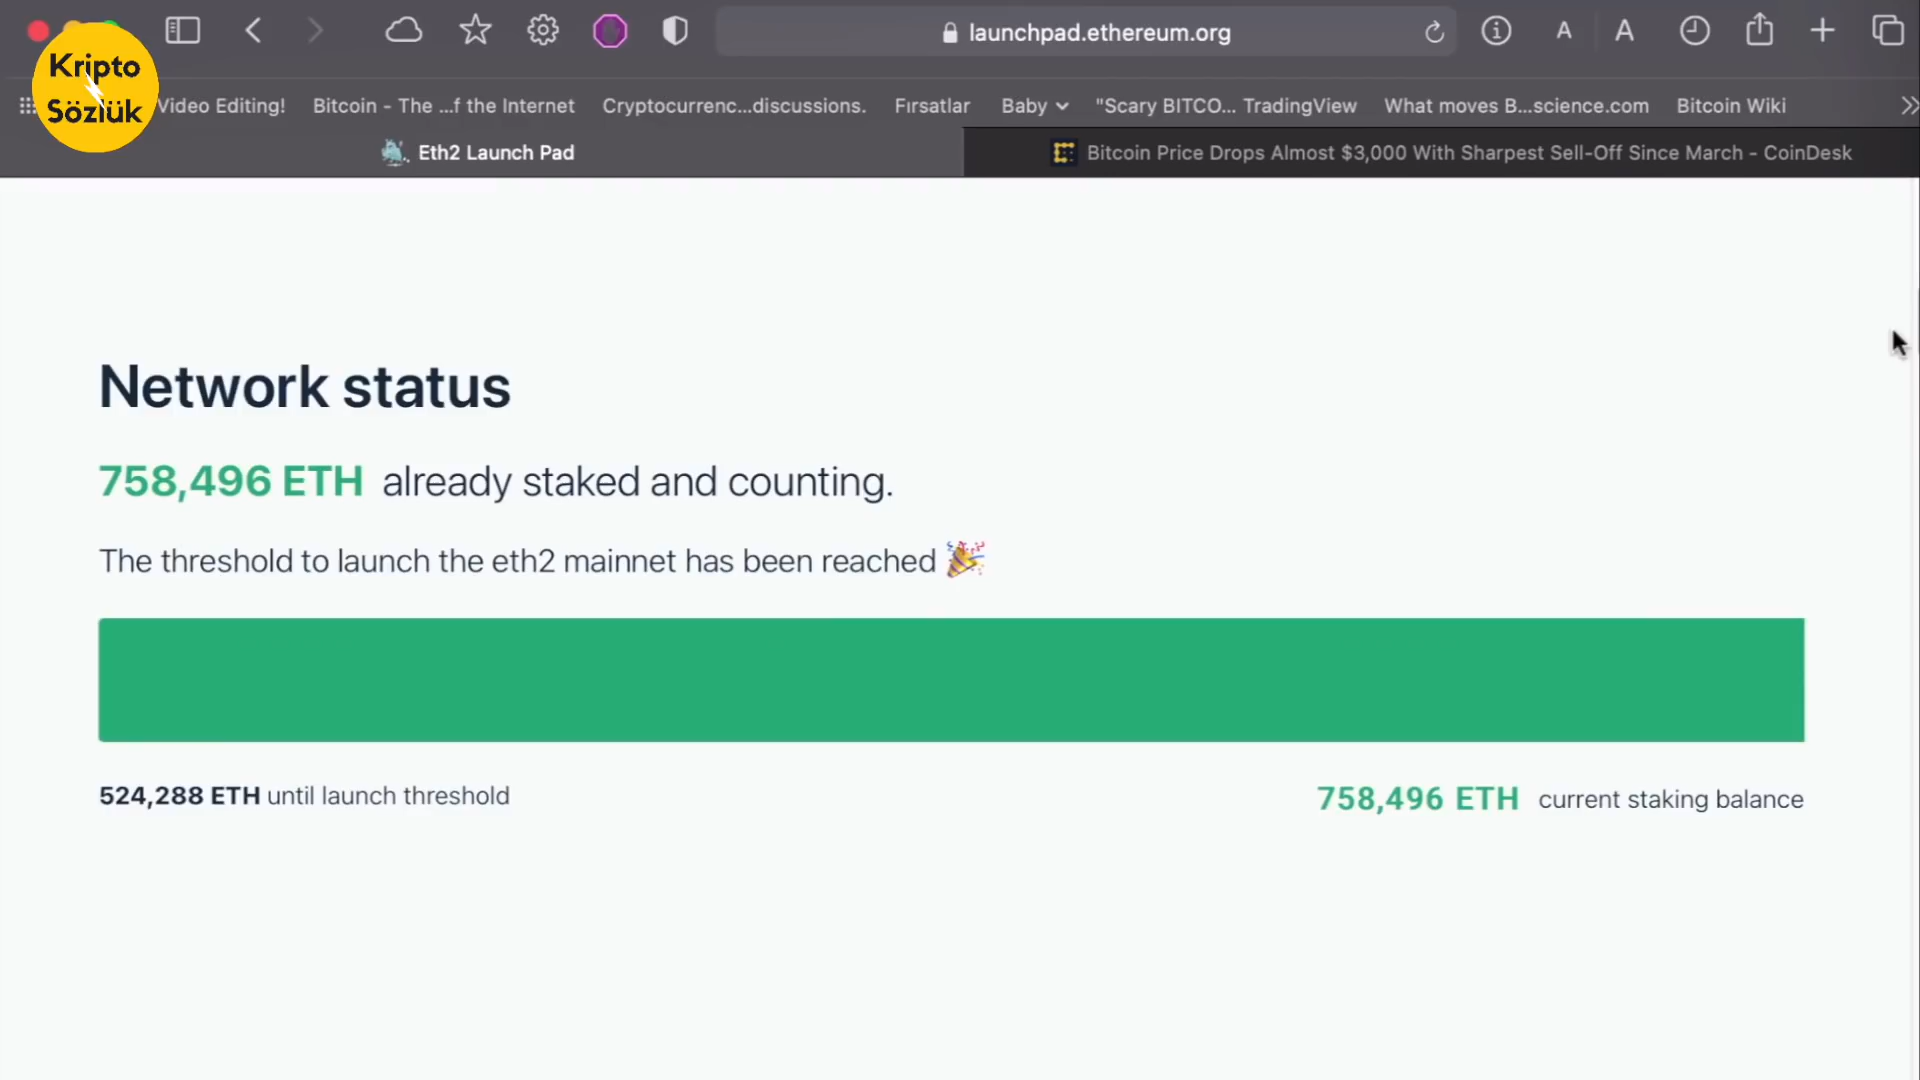 launchpad.ethereum.org
A
A
Kripto
Sözlük
Video Editing!
Bitcoin - The ...f the Internet
Cryptocurrenc...discussions.
Fırsatlar
Baby
"Scary BITCO... TradingView
What moves B...science.com
Bitcoin Wiki
Eth2 Launch Pad
Bitcoin Price Drops Almost $3,000 With Sharpest Sell-Off Since March - CoinDesk
Network status
758,496 ETH already staked and counting.
The threshold to launch the eth2 mainnet has been reached 🎉
524,288 ETH until launch threshold
758,496 ETH current staking balance